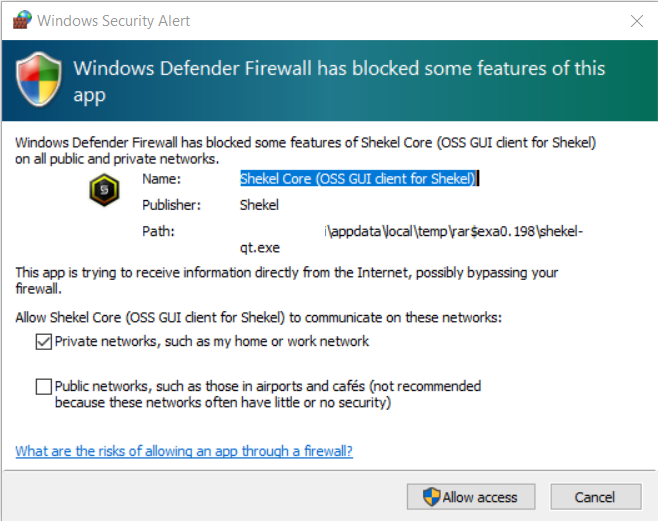 Windows Security Alert
Windows Defender Firewall has blocked some features of this
app
Windows Defender Firewall has blocked some features of Shekel Core (OSS GUI client for Shekel)
on all public and private networks.
Name: Shekel Core (OSS GUI client for Shekel)
Publisher: Shekel
Path: \appdata\local\temp\rar$exa0.198\shekel-
qt.exe
This app is trying to receive information directly from the Internet, possibly bypassing your
firewall.
Allow Shekel Core (OSS GUI client for Shekel) to communicate on these networks:
Private networks, such as my home or work network
Public networks, such as those in airports and cafés (not recommended
because these networks often have little or no security)
What are the risks of allowing an app through a firewall?
Allow access Cancel